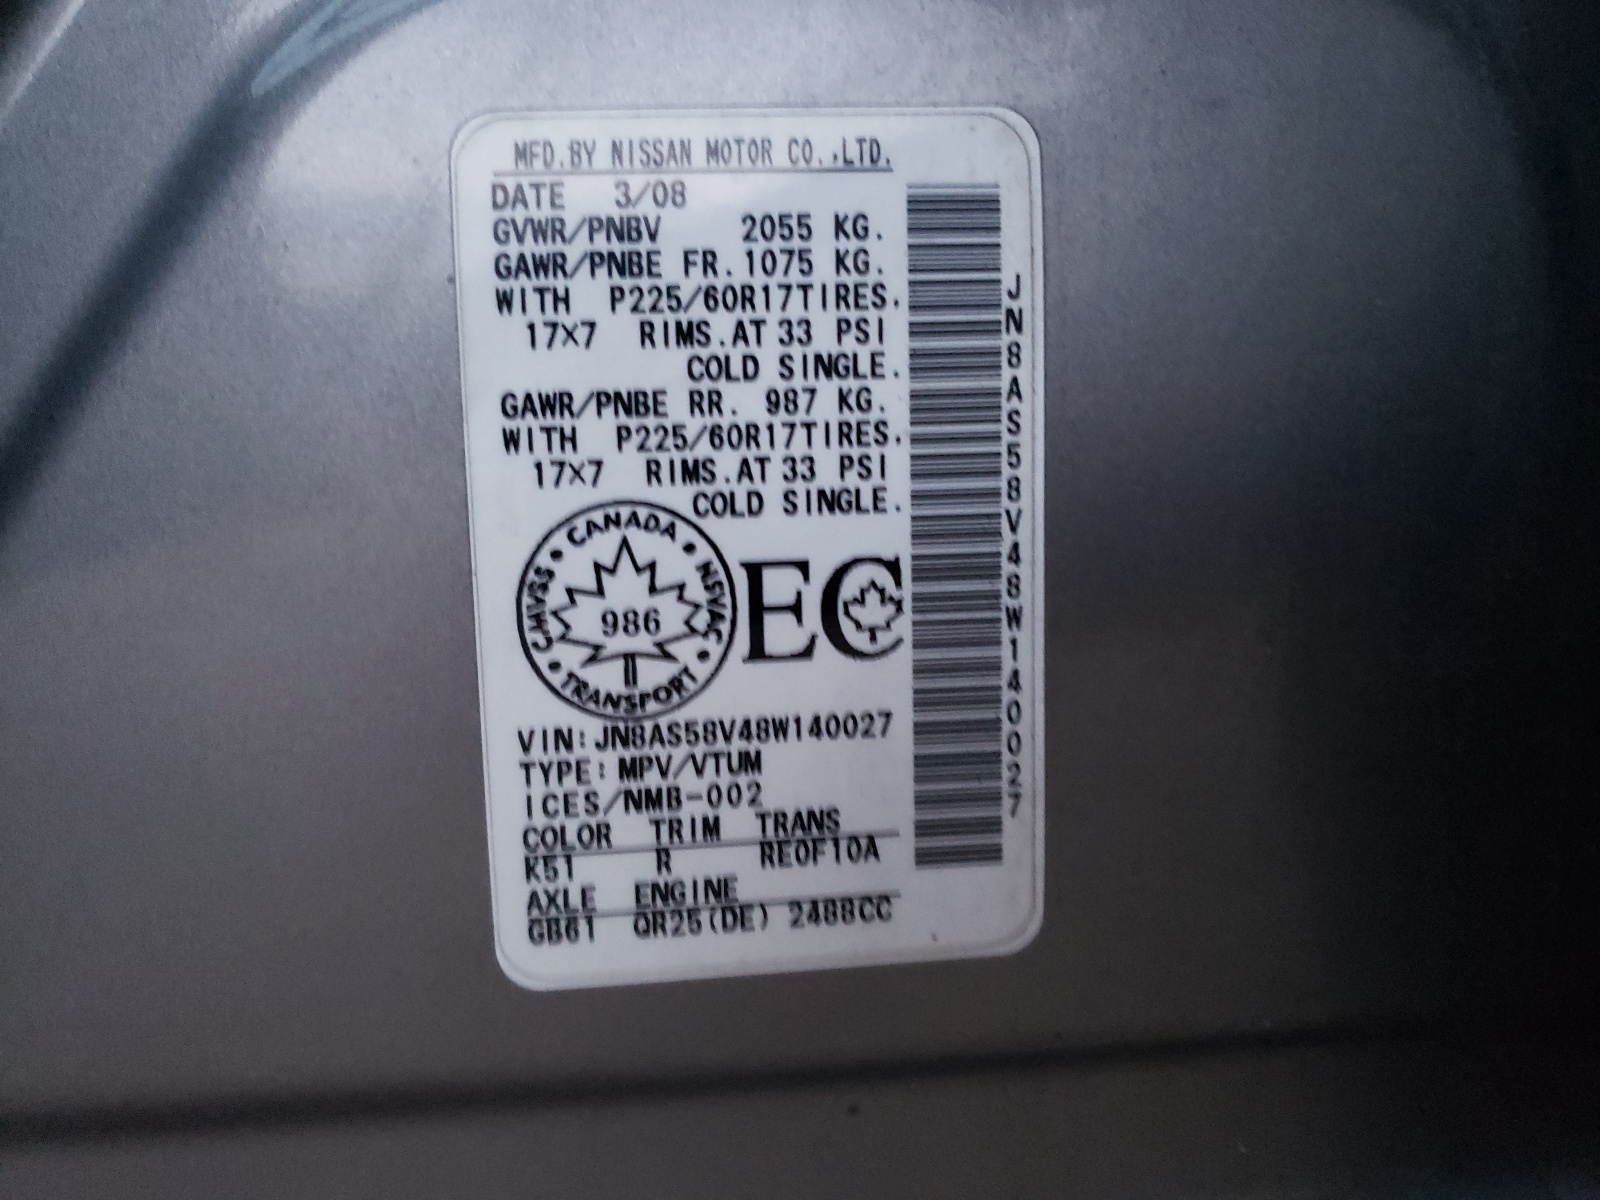 MFD.BY NISSAN MOTOR CO.,LTD.
DATE 3/08
GVWR/PNBV 2055 KG.
GAWR/PNBE FR. 1075 KG.
WITH P225/60R17TIRES.
17×7 RIMS.AT 33 PSI
COLD SINGLE.
GAWR/PNBE RR. 987 KG.
WITH P225/60R17TIRES.
17×7 RIMS.AT 33 PSI
COLD SINGLE.
CANADA • NSVAC • TRANSPORT • CMVSS •
986
EC
VIN:JN8AS58V48W140027
TYPE:MPV/VTUM
ICES/NMB-002
COLOR TRIM TRANS
K51 R RE0F10A
AXLE ENGINE
GB61 QR25(DE) 2488CC
JN8AS58V48W140027